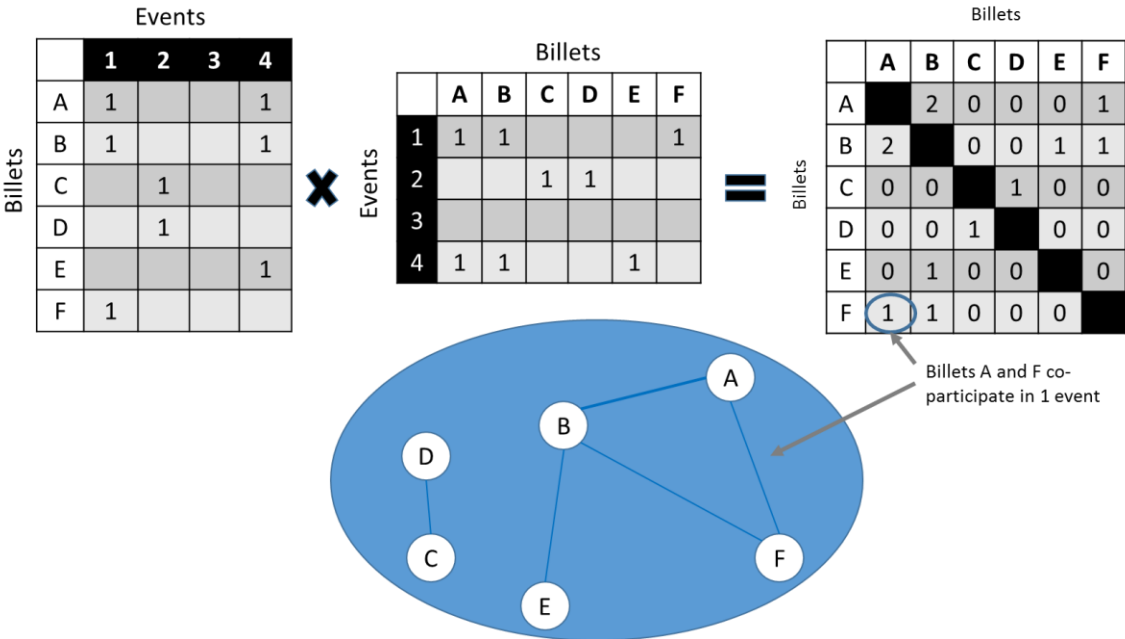 Events
1 2 3 4
Billets
A 1 1
B 1 1
C 1
D 1
E 1
F 1
Billets
A B C D E F
Events
1 1 1 1
2 1 1
3
4 1 1 1
Billets
A B C D E F
Billets
A 2 0 0 0 1
B 2 0 0 1 1
C 0 0 1 0 0
D 0 0 1 0 0
E 0 1 0 0 0
F 1 1 0 0 0
Billets A and F co-
participate in 1 event
A
B
D
C
F
E